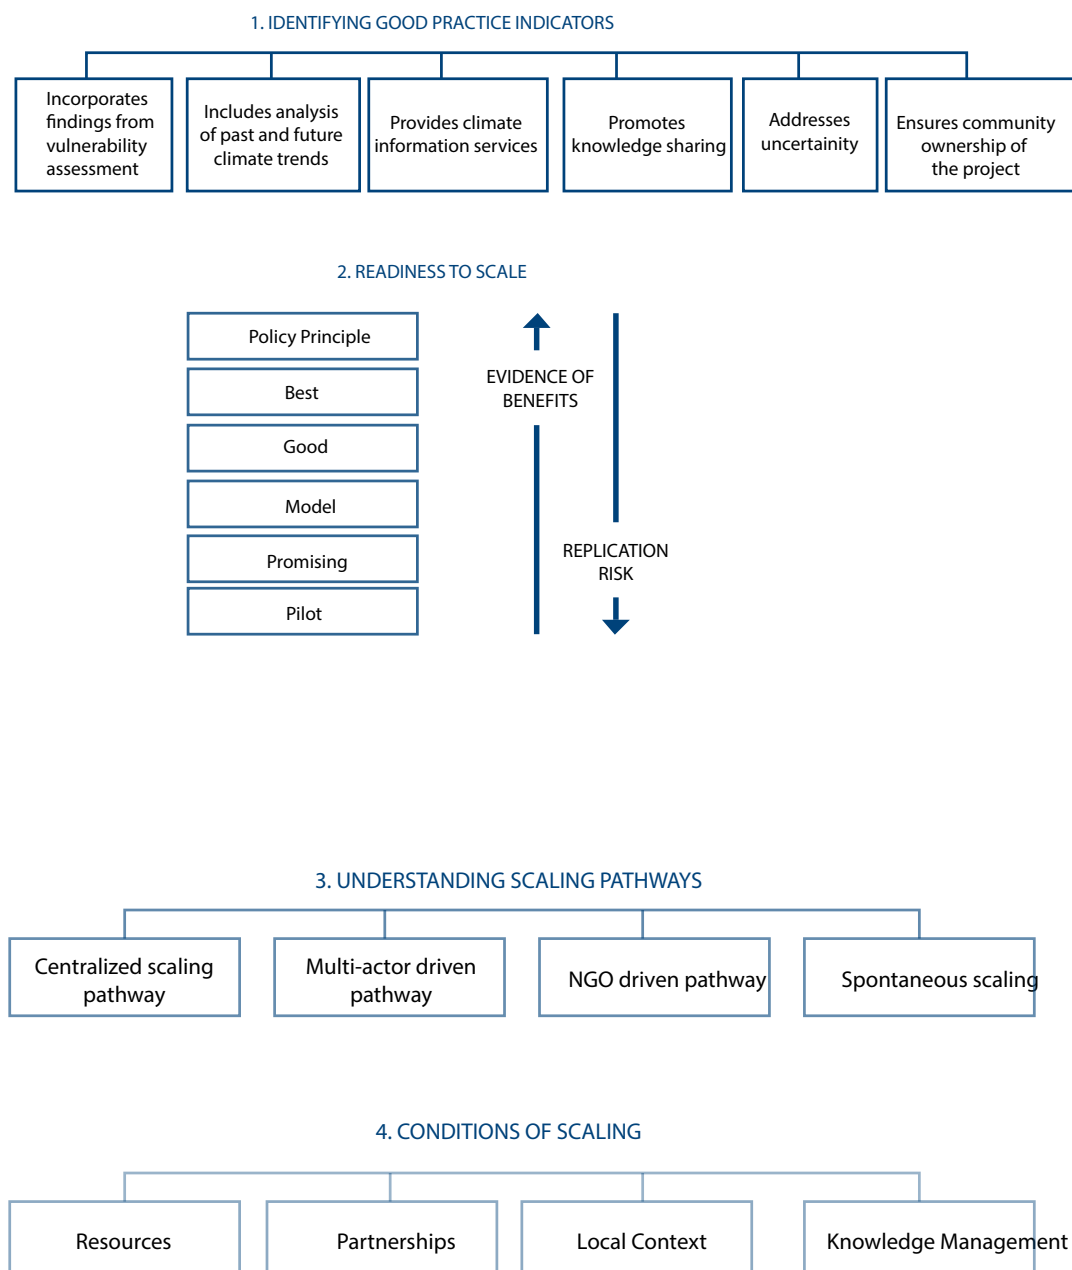 1. IDENTIFYING GOOD PRACTICE INDICATORS
Incorporates
findings from
vulnerability
assessment
Includes analysis
of past and future
climate trends
Provides climate
information services
Promotes
knowledge sharing
Addresses
uncertainity
Ensures community
ownership of
the project
2. READINESS TO SCALE
Policy Principle
Best
Good
Model
Promising
Pilot
EVIDENCE OF
BENEFITS
REPLICATION
RISK
3. UNDERSTANDING SCALING PATHWAYS
Centralized scaling
pathway
Multi-actor driven
pathway
NGO driven pathway
Spontaneous scaling
4. CONDITIONS OF SCALING
Resources
Partnerships
Local Context
Knowledge Management